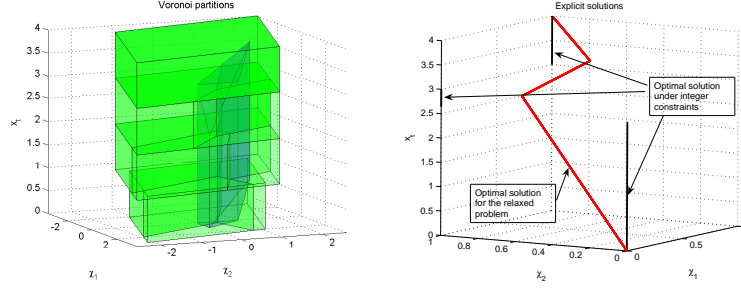 Voronoi partitions
4
3.5
3
2.5
2
1.5
1
0.5
0
x_t
-2
0
2
χ_1
-2
-1
0
1
2
χ_2
Explicit solutions
4
3.5
3
2.5
2
1.5
1
0.5
0
x_t
1
0.8
0.6
0.4
0.2
0
χ_2
0
0.5
χ_1
Optimal solution
under integer
constraints
Optimal solution
for the relaxed
problem